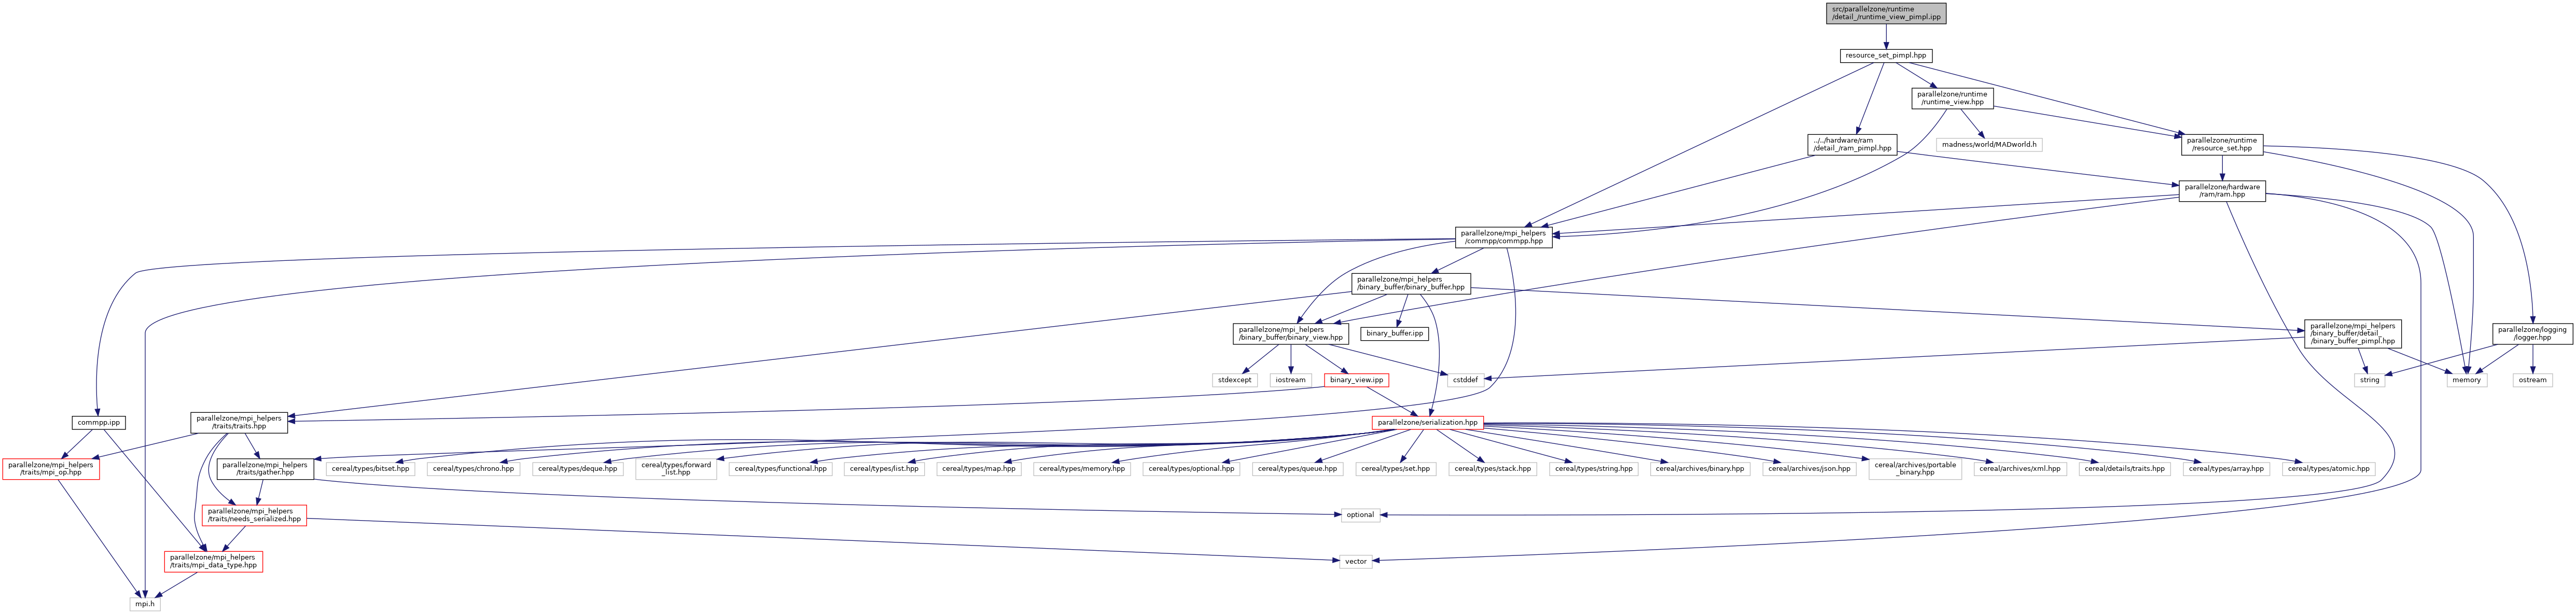 src/parallelzone/runtime
/detail_/runtime_view_pimpl.ipp
resource_set_pimpl.hpp
parallelzone/runtime
/runtime_view.hpp
../../hardware/ram
/detail_/ram_pimpl.hpp
madness/world/MADworld.h
parallelzone/runtime
/resource_set.hpp
parallelzone/hardware
/ram/ram.hpp
parallelzone/mpi_helpers
/commpp/commpp.hpp
parallelzone/mpi_helpers
/binary_buffer/binary_buffer.hpp
parallelzone/mpi_helpers
/binary_buffer/binary_view.hpp
binary_buffer.ipp
parallelzone/mpi_helpers
/binary_buffer/detail_
/binary_buffer_pimpl.hpp
parallelzone/logging
/logger.hpp
stdexcept
iostream
binary_view.ipp
cstddef
string
memory
ostream
commpp.ipp
parallelzone/mpi_helpers
/traits/traits.hpp
parallelzone/serialization.hpp
parallelzone/mpi_helpers
/traits/mpi_op.hpp
parallelzone/mpi_helpers
/traits/gather.hpp
cereal/types/bitset.hpp
cereal/types/chrono.hpp
cereal/types/deque.hpp
cereal/types/forward
_list.hpp
cereal/types/functional.hpp
cereal/types/list.hpp
cereal/types/map.hpp
cereal/types/memory.hpp
cereal/types/optional.hpp
cereal/types/queue.hpp
cereal/types/set.hpp
cereal/types/stack.hpp
cereal/types/string.hpp
cereal/archives/binary.hpp
cereal/archives/json.hpp
cereal/archives/portable
_binary.hpp
cereal/archives/xml.hpp
cereal/details/traits.hpp
cereal/types/array.hpp
cereal/types/atomic.hpp
parallelzone/mpi_helpers
/traits/needs_serialized.hpp
optional
parallelzone/mpi_helpers
/traits/mpi_data_type.hpp
vector
mpi.h